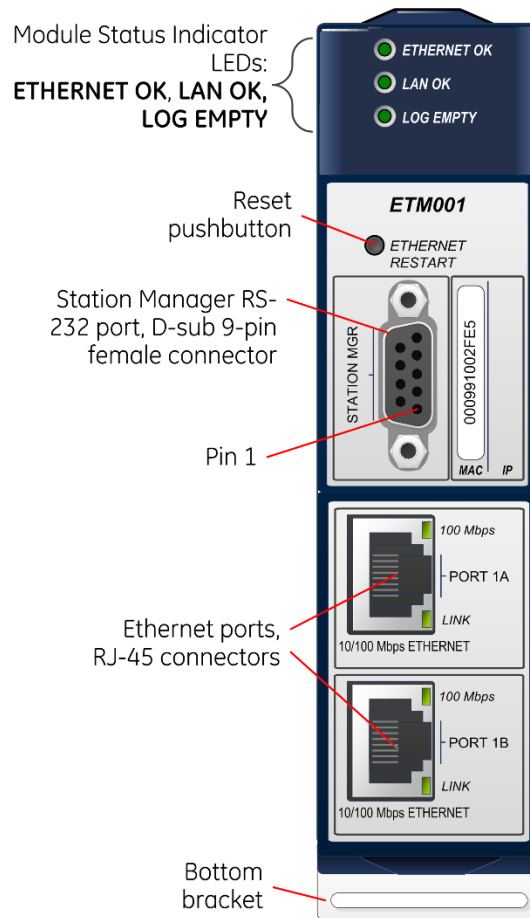 Module Status Indicator
LEDs:
ETHERNET OK, LAN OK,
LOG EMPTY
ETHERNET OK
LAN OK
LOG EMPTY
ETM001
Reset
pushbutton
ETHERNET
RESTART
Station Manager RS-
232 port, D-sub 9-pin
female connector
STATION MGR
000991002FE5
MAC
IP
Pin 1
100 Mbps
PORT 1A
LINK
10/100 Mbps ETHERNET
Ethernet ports,
RJ-45 connectors
100 Mbps
PORT 1B
LINK
10/100 Mbps ETHERNET
Bottom
bracket